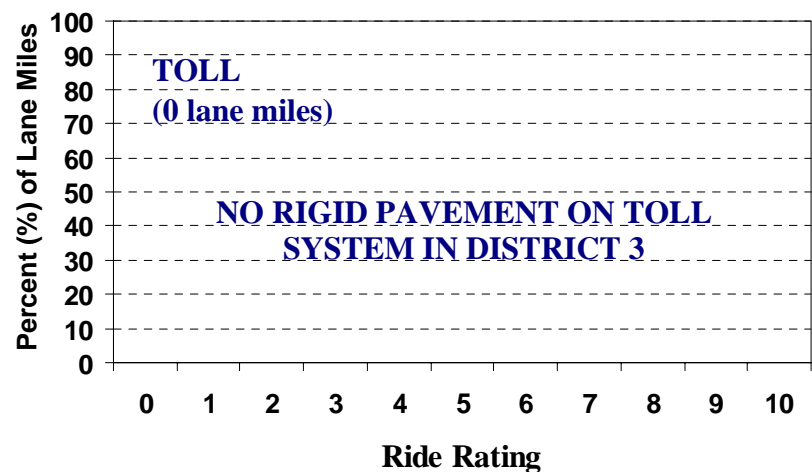 Percent (%) of Lane Miles
100
90
80
70
60
50
40
30
20
10
0
TOLL
(0 lane miles)
NO RIGID PAVEMENT ON TOLL
SYSTEM IN DISTRICT 3
0 1 2 3 4 5 6 7 8 9 10
Ride Rating